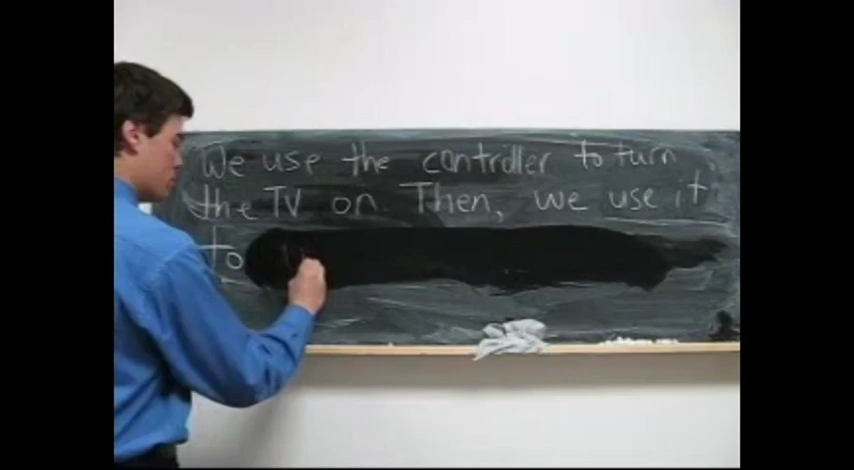 We use the controller to turn
the TV on. Then, we use it
to